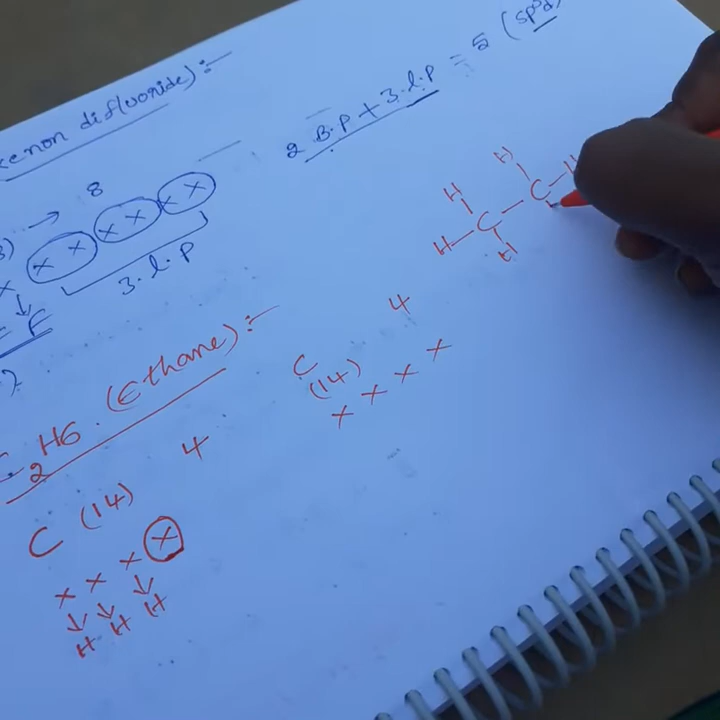 xenon difluoride):-
2 B.P + 3.l.p = 5 (sp³d)
8
x x x x x x
3.l.p
F
C2H6 (Ethane):-
C (14) 4
x x x x
H H H
C (14) 4
x x x x
H H H
H C C
H